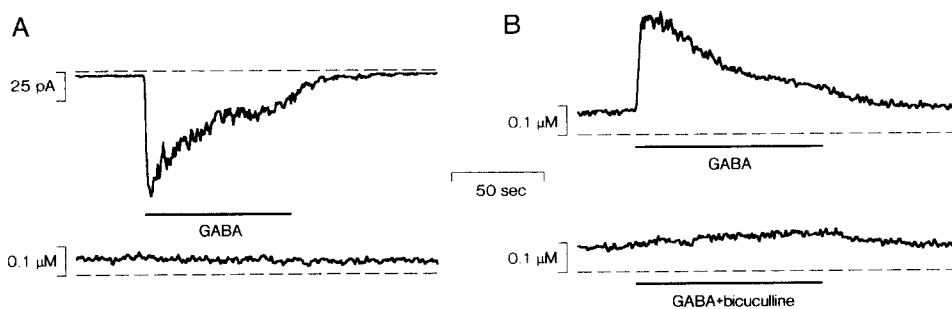 A
25 pA
GABA
0.1 µM
50 sec
B
0.1 µM
GABA
0.1 µM
GABA+bicuculline